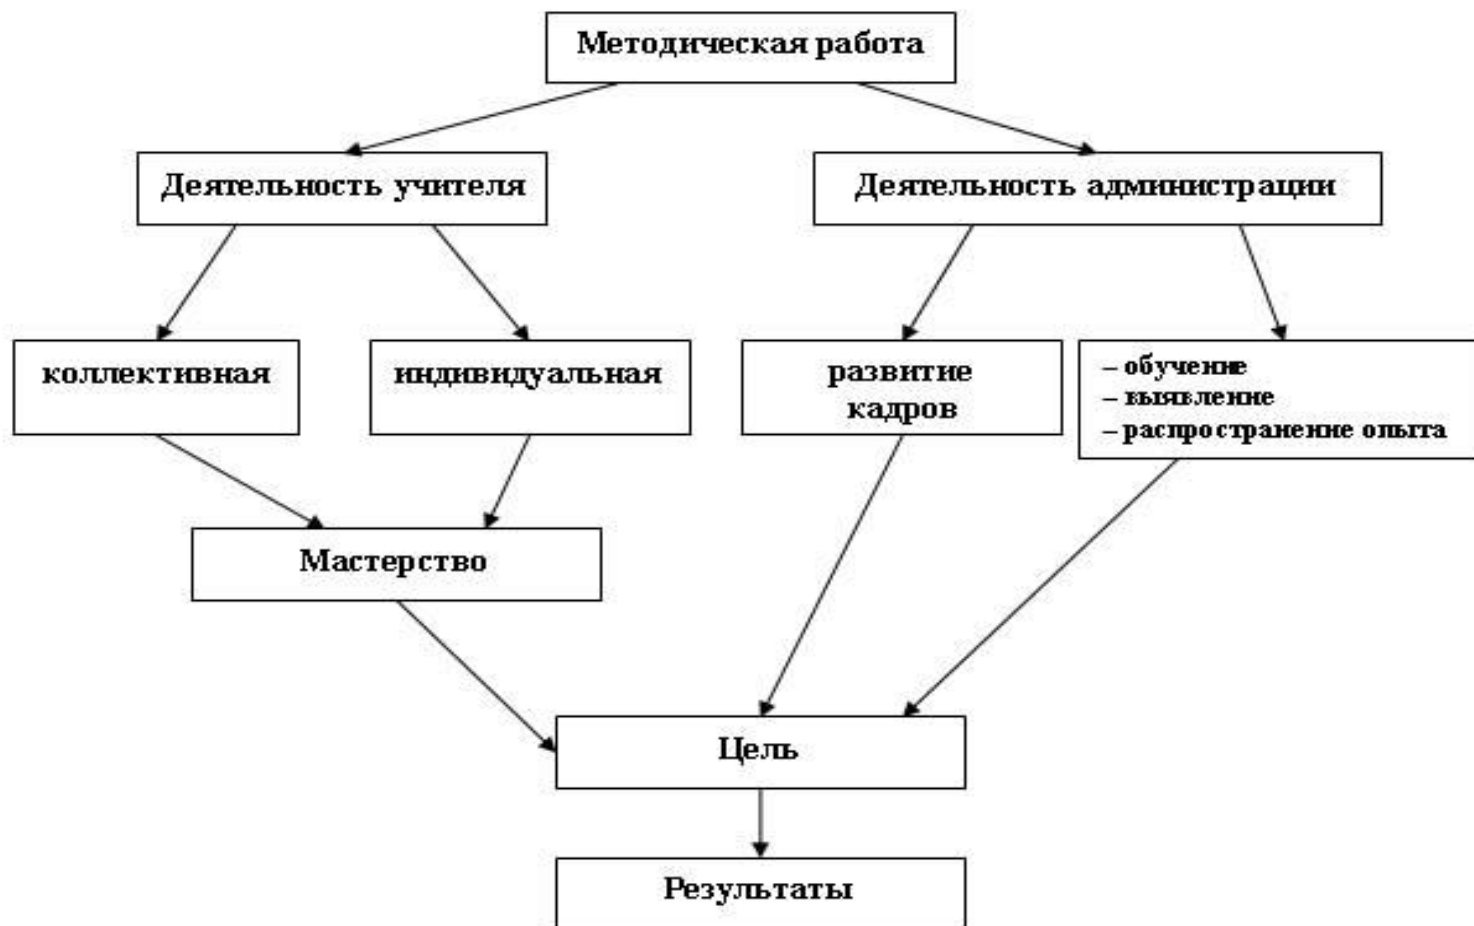 Методическая работа
Деятельность учителя
Деятельность администрации
коллективная
индивидуальная
развитие
кадров
– обучение
– выявление
– распространение опыта
Мастерство
Цель
Результаты